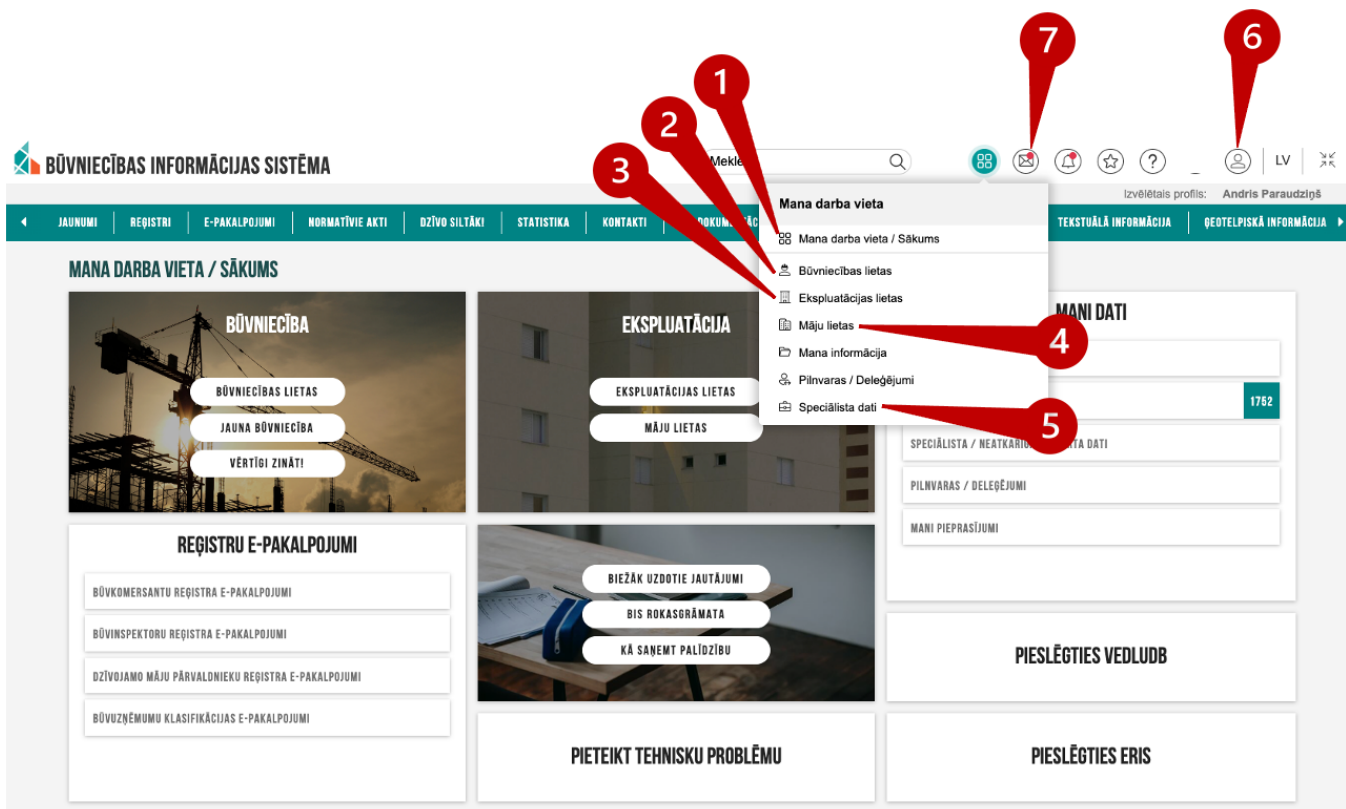 7
6
1
2
3
BŪVNIECĪBAS INFORMĀCIJAS SISTĒMA
LV
Izvēlētais profils: Andris Paraudziņš
JAUNUMI
REĢISTRI
E-PAKALPOJUMI
NORMATĪVIE AKTI
DZĪVO SILTĀK!
STATISTIKA
KONTAKTI
TEKSTUĀLĀ INFORMĀCIJA
ĢEOTELPISKĀ INFORMĀCIJA
Mana darba vieta
Mana darba vieta / Sākums
Būvniecības lietas
Ekspluatācijas lietas
Māju lietas
Mana informācija
Pilnvaras / Deleģējumi
Speciālista dati
4
5
MANA DARBA VIETA / SĀKUMS
BŪVNIECĪBA
BŪVNIECĪBAS LIETAS
JAUNA BŪVNIECĪBA
VĒRTĪGI ZINĀT!
EKSPLUATĀCIJA
EKSPLUATĀCIJAS LIETAS
MĀJU LIETAS
MANI DATI
1752
SPECIĀLISTA /
DATI
PILNVARAS / DELEĢĒJUMI
MANI PIEPRASĪJUMI
REĢISTRU E-PAKALPOJUMI
BŪVKOMERSANTU REĢISTRA E-PAKALPOJUMI
BŪVINSPEKTORU REĢISTRA E-PAKALPOJUMI
DZĪVOJAMO MĀJU PĀRVALDNIEKU REĢISTRA E-PAKALPOJUMI
BŪVUZŅĒMUMU KLASIFIKĀCIJAS E-PAKALPOJUMI
BIEŽĀK UZDOTIE JAUTĀJUMI
BIS ROKASGRĀMATA
KĀ SAŅEMT PALĪDZĪBU
PIETEIKT TEHNISKU PROBLĒMU
PIESLĒGTIES VEDLUDB
PIESLĒGTIES ERIS